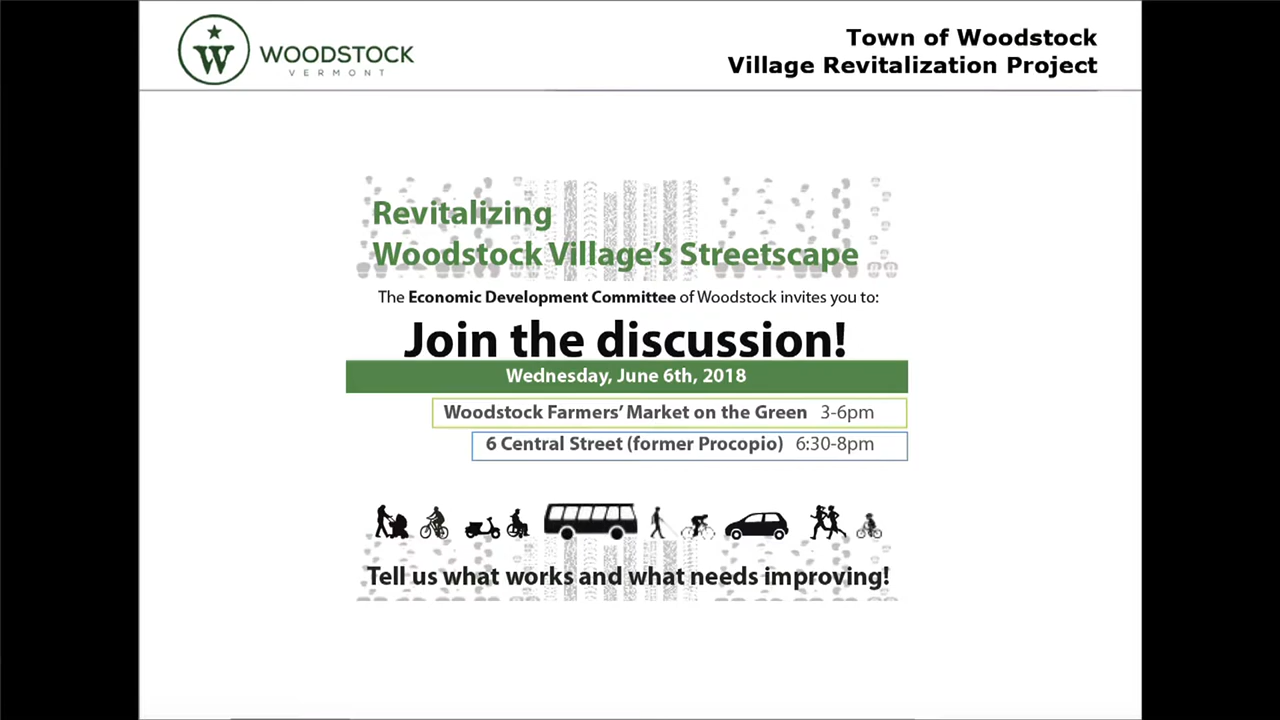 W
WOODSTOCK
VERMONT
Town of Woodstock
Village Revitalization Project
Revitalizing
Woodstock Village's Streetscape
The Economic Development Committee of Woodstock invites you to:
Join the discussion!
Wednesday, June 6th, 2018
Woodstock Farmers' Market on the Green 3-6pm
6 Central Street (former Procopio) 6:30-8pm
Tell us what works and what needs improving!